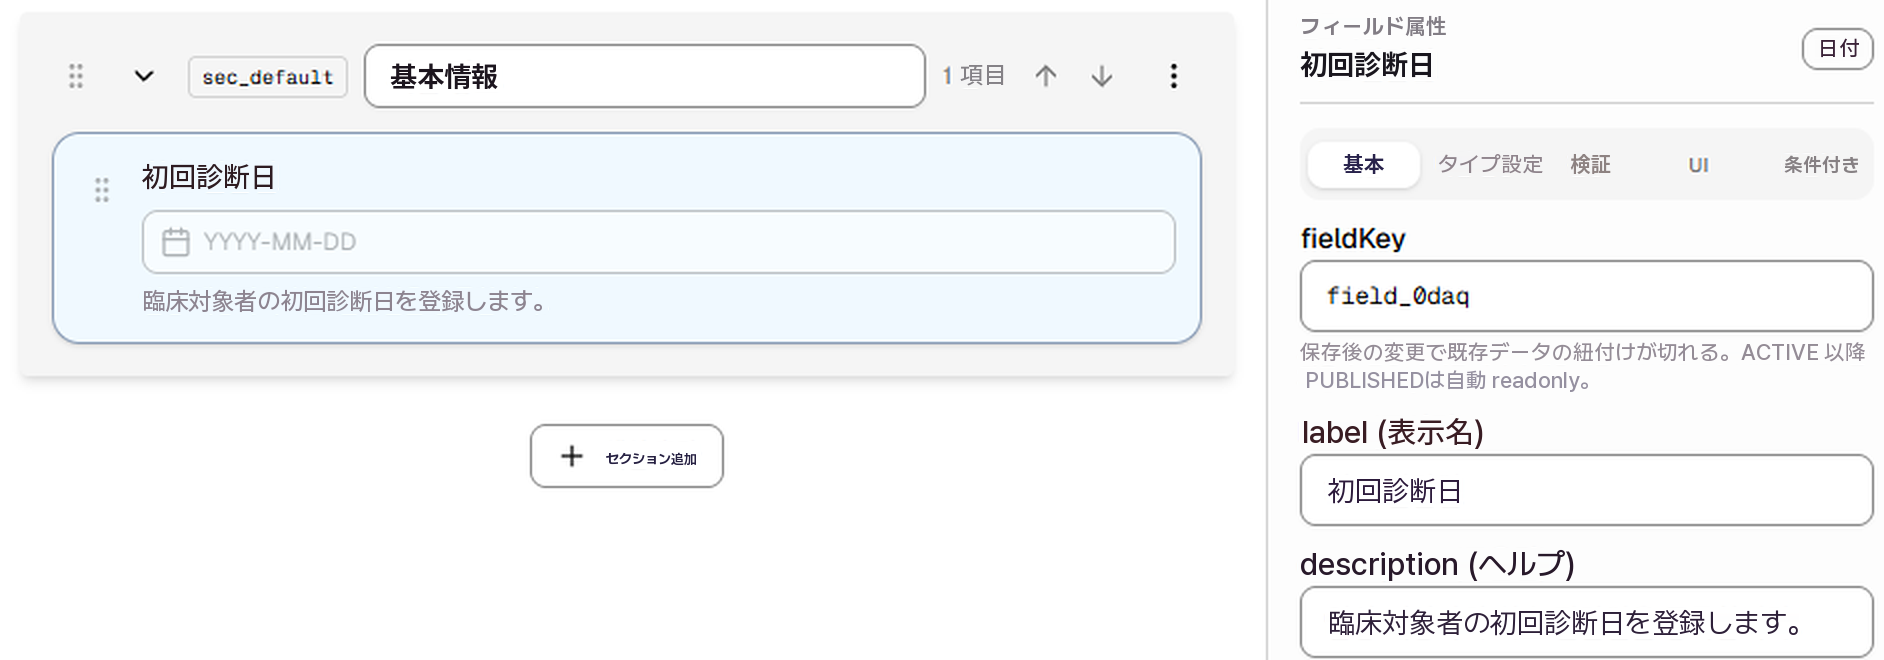 sec_default
基本情報
1 項目
初回診断日
YYYY-MM-DD
臨床対象者の初回診断日を登録します。
セクション追加
フィールド属性
初回診断日
日付
基本 タイプ設定 検証 UI 条件付き
fieldKey
field_0daq
保存後の変更で既存データの紐付けが切れる。ACTIVE 以降
PUBLISHEDは自動 readonly。
label (表示名)
初回診断日
description (ヘルプ)
臨床対象者の初回診断日を登録します。